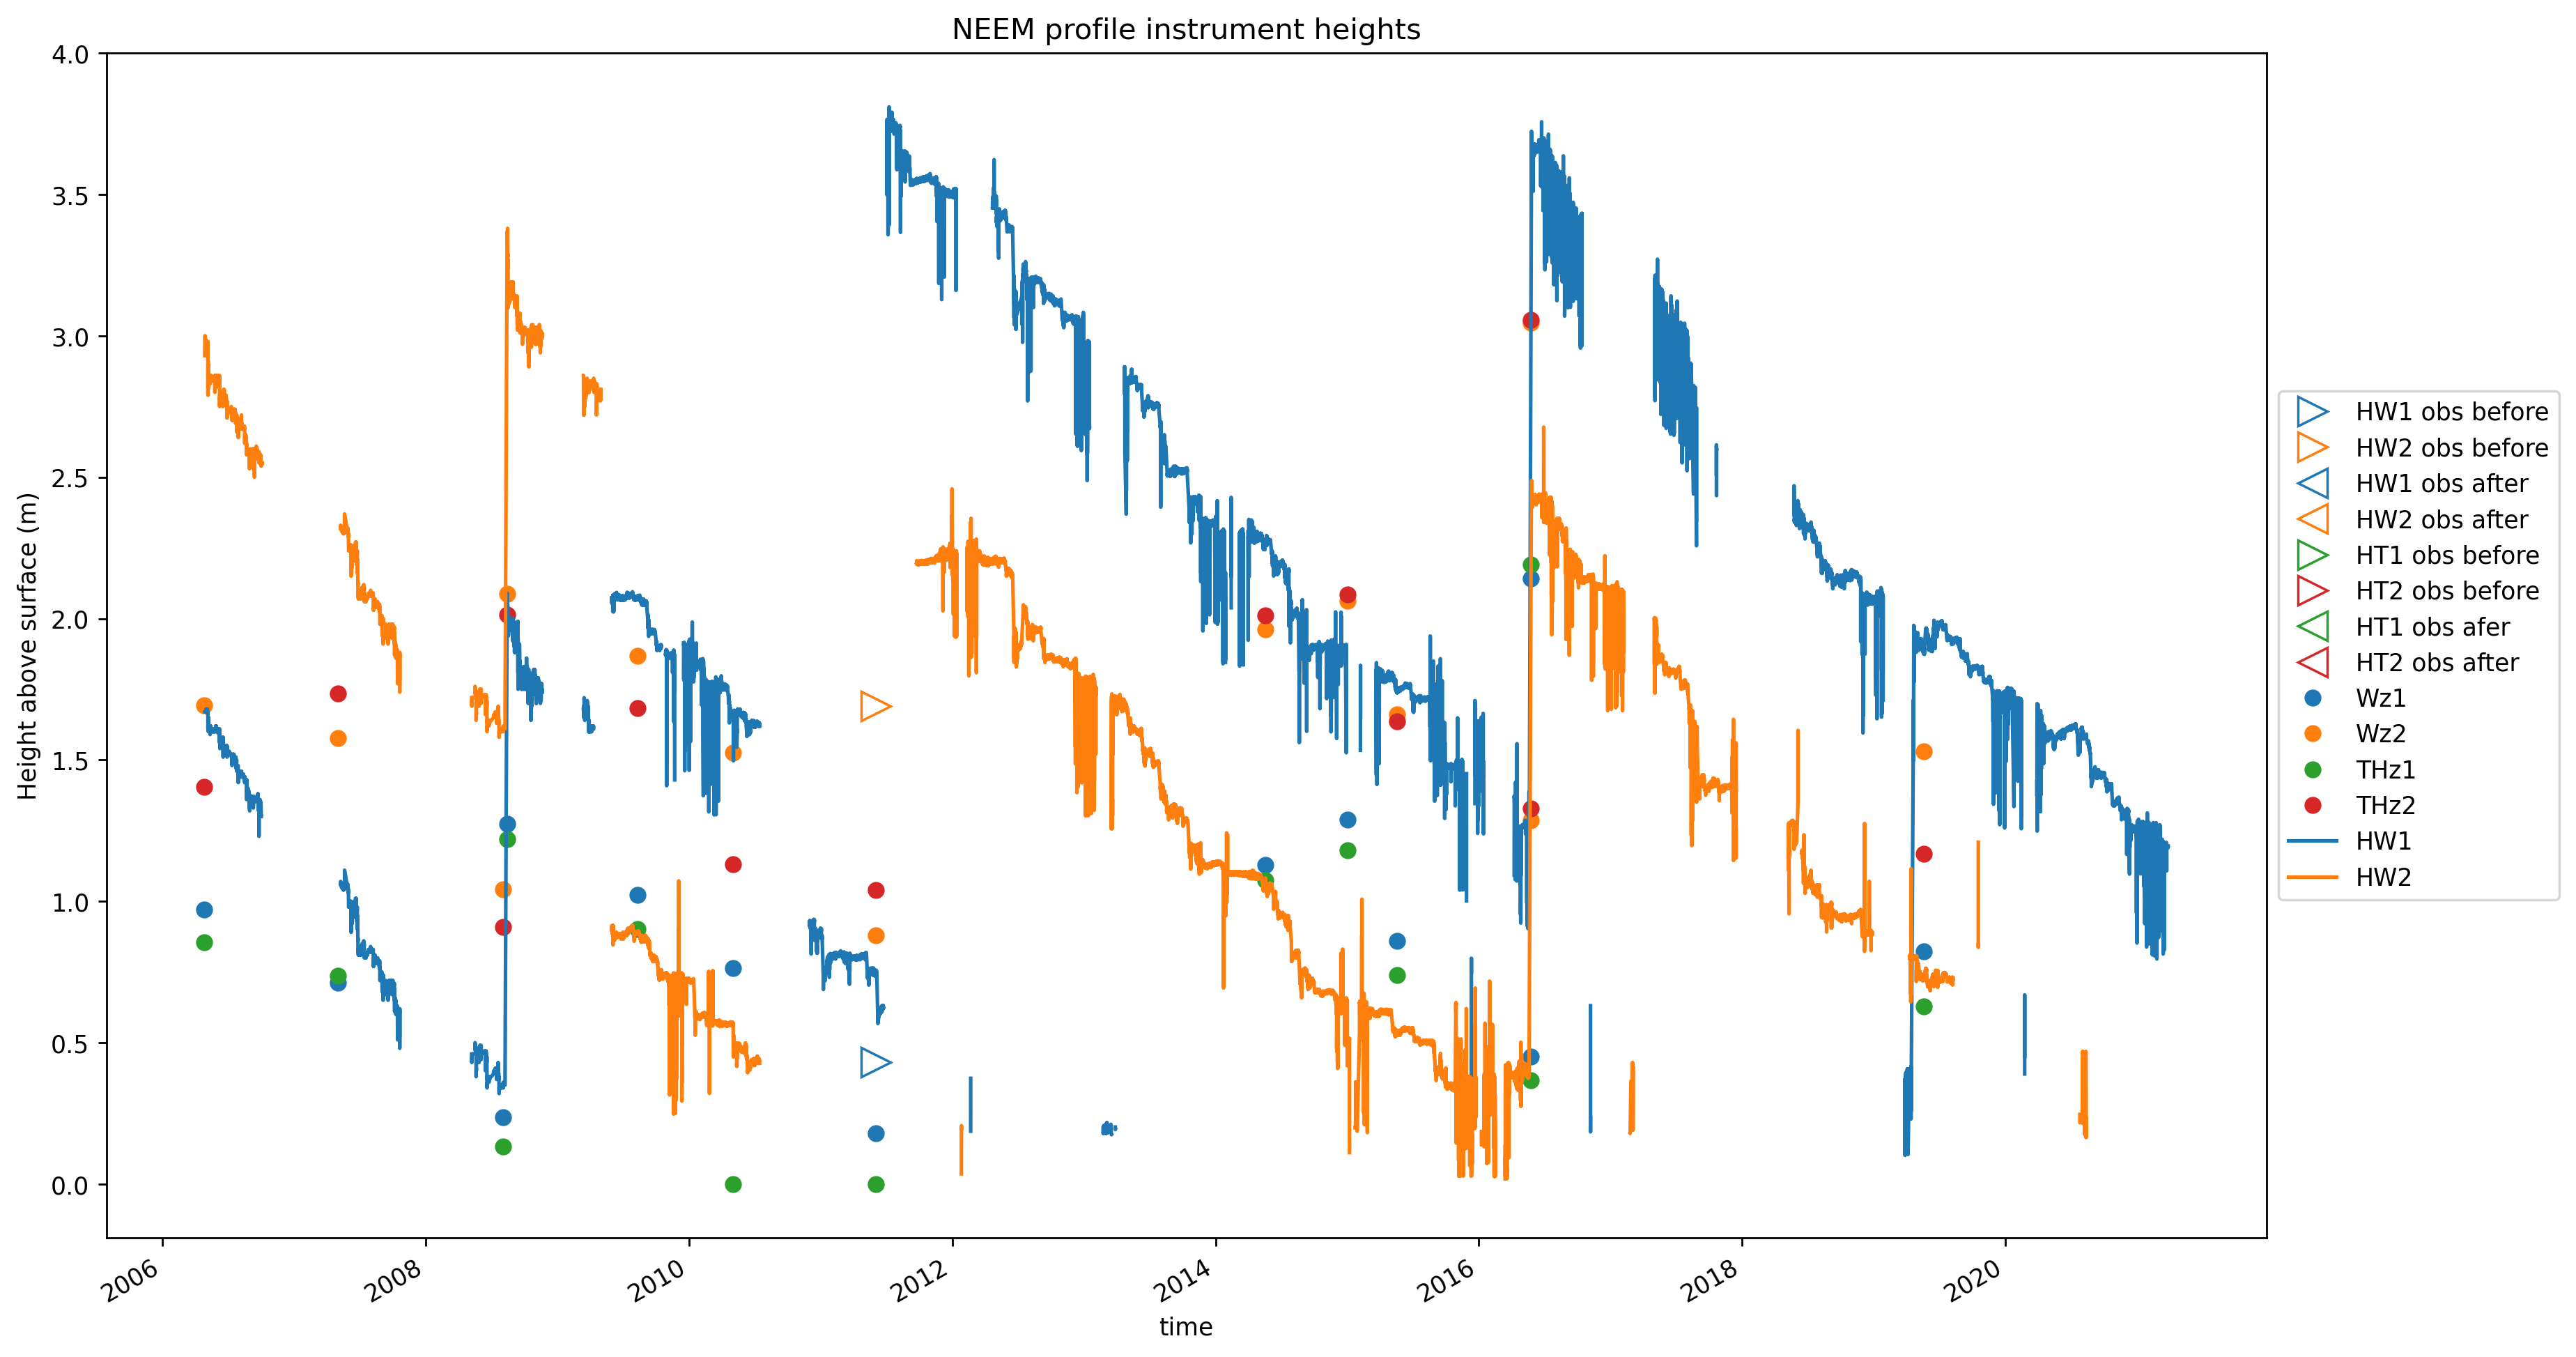 NEEM profile instrument heights
4.0
3.5
3.0
2.5
2.0
1.5
1.0
0.5
0.0
Height above surface (m)
2006
2008
2010
2012
2014
2016
2018
2020
time
HW1 obs before
HW2 obs before
HW1 obs after
HW2 obs after
HT1 obs before
HT2 obs before
HT1 obs afer
HT2 obs after
Wz1
Wz2
THz1
THz2
HW1
HW2